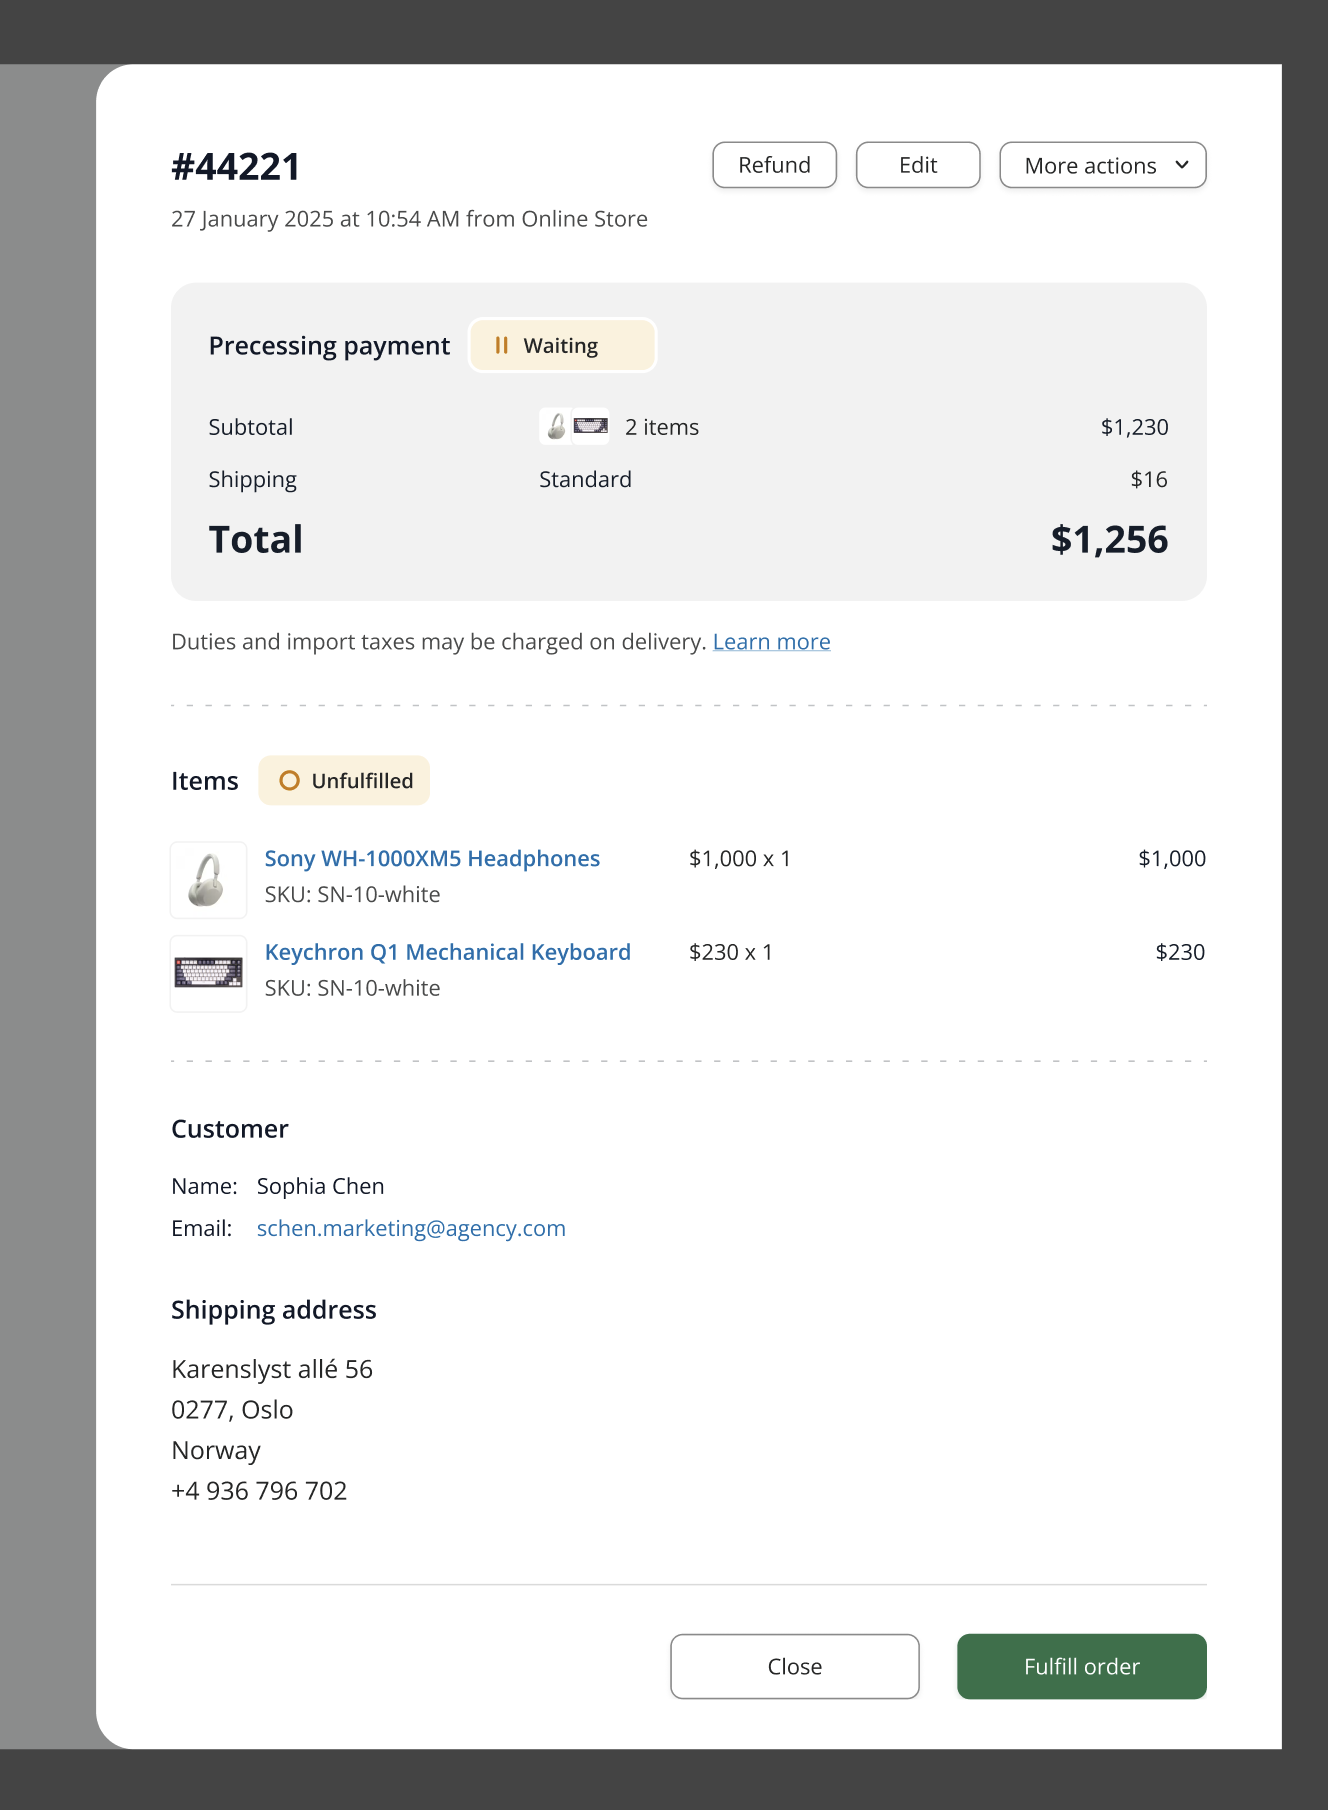 #44221
Refund
Edit
More actions
27 January 2025 at 10:54 AM from Online Store
Precessing payment
Waiting
Subtotal 2 items $1,230
Shipping Standard $16
Total $1,256
Duties and import taxes may be charged on delivery. Learn more
Items
Unfulfilled
Sony WH-1000XM5 Headphones $1,000 x 1 $1,000
SKU: SN-10-white
Keychron Q1 Mechanical Keyboard $230 x 1 $230
SKU: SN-10-white
Customer
Name: Sophia Chen
Email: schen.marketing@agency.com
Shipping address
Karenslyst allé 56
0277, Oslo
Norway
+4 936 796 702
Close
Fulfill order